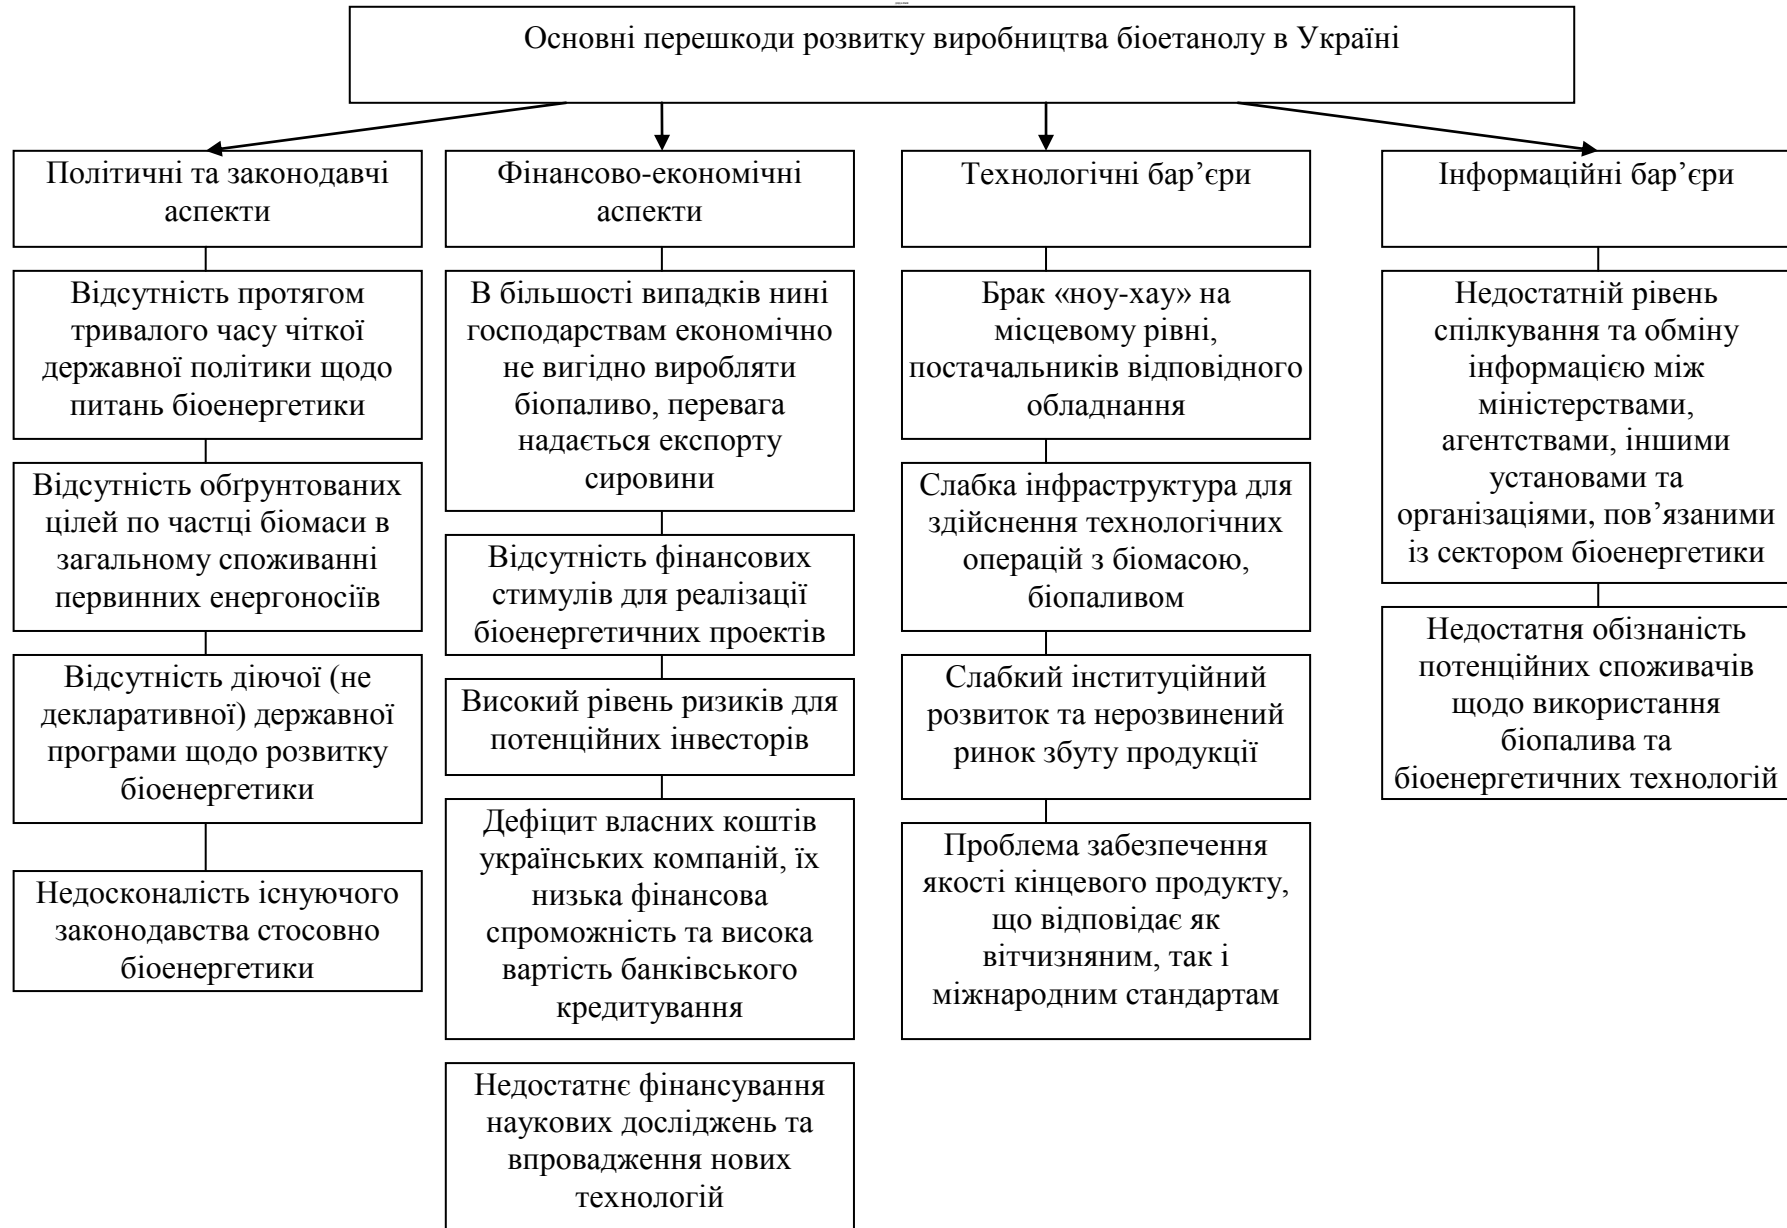 Основні перешкоди розвитку виробництва біоетанолу в Україні
Політичні та законодавчі
аспекти
Відсутність протягом
тривалого часу чіткої
державної політики щодо
питань біоенергетики
Відсутність обґрунтованих
цілей по частці біомаси в
загальному споживанні
первинних енергоносіїв
Відсутність діючої (не
декларативної) державної
програми щодо розвитку
біоенергетики
Недосконалість існуючого
законодавства стосовно
біоенергетики
Фінансово-економічні
аспекти
В більшості випадків нині
господарствам економічно
не вигідно виробляти
біопаливо, перевага
надається експорту
сировини
Відсутність фінансових
стимулів для реалізації
біоенергетичних проектів
Високий рівень ризиків для
потенційних інвесторів
Дефіцит власних коштів
українських компаній, їх
низька фінансова
спроможність та висока
вартість банківського
кредитування
Недостатнє фінансування
наукових досліджень та
впровадження нових
технологій
Технологічні бар’єри
Брак «ноу-хау» на
місцевому рівні,
постачальників відповідного
обладнання
Слабка інфраструктура для
здійснення технологічних
операцій з біомасою,
біопаливом
Слабкий інституційний
розвиток та нерозвинений
ринок збуту продукції
Проблема забезпечення
якості кінцевого продукту,
що відповідає як
вітчизняним, так і
міжнародним стандартам
Інформаційні бар’єри
Недостатній рівень
спілкування та обміну
інформацією між
міністерствами,
агентствами, іншими
установами та
організаціями, пов’язаними
із сектором біоенергетики
Недостатня обізнаність
потенційних споживачів
щодо використання
біопалива та
біоенергетичних технологій